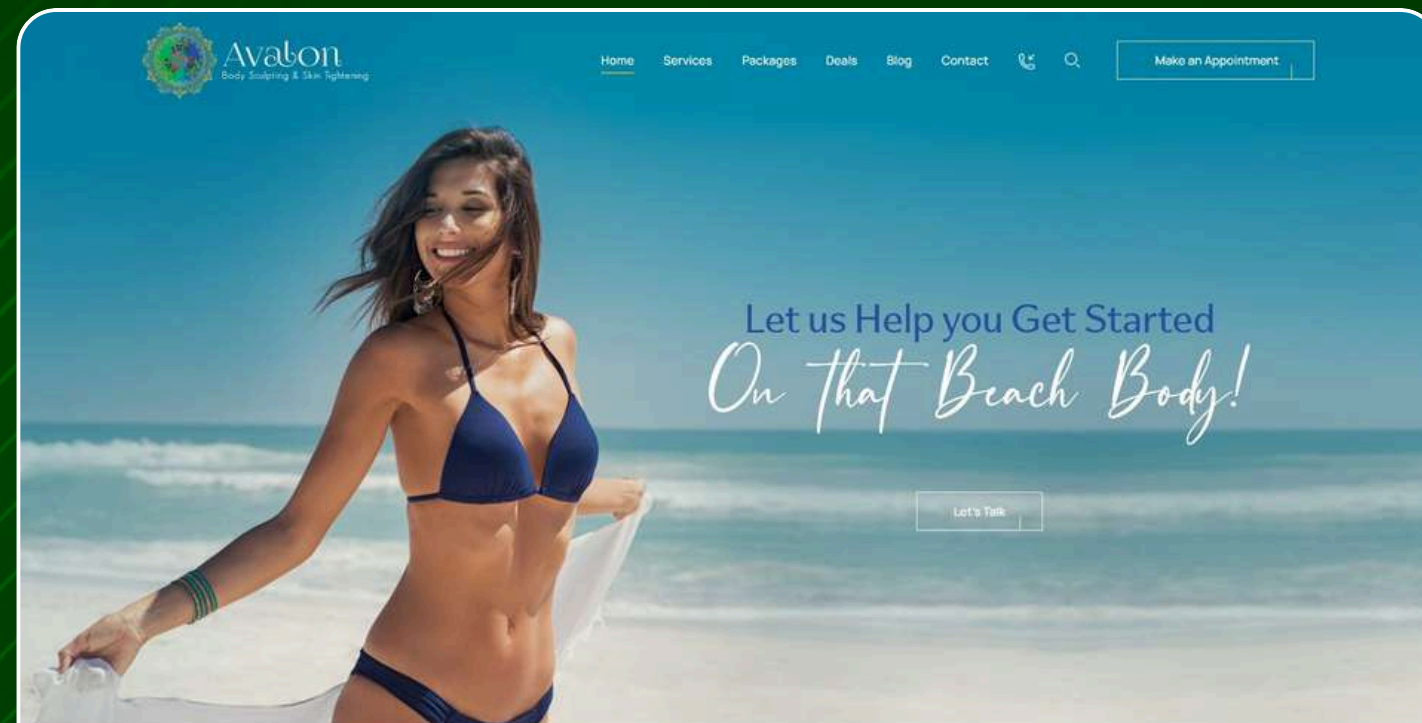 Avalon
Body Sculpting & Skin Tightening
Home Services Packages Deals Blog Contact Make an Appointment
Let us Help you Get Started
On that Beach Body!
Let's Talk